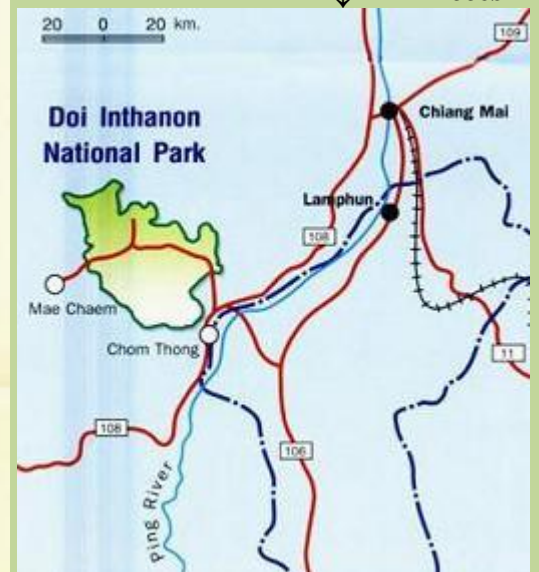 20 0 20 km.
109
Doi Inthanon
National Park
Chiang Mai
Lamphun
108
Mae Chaem
Chom Thong
11
108
106
Ping River